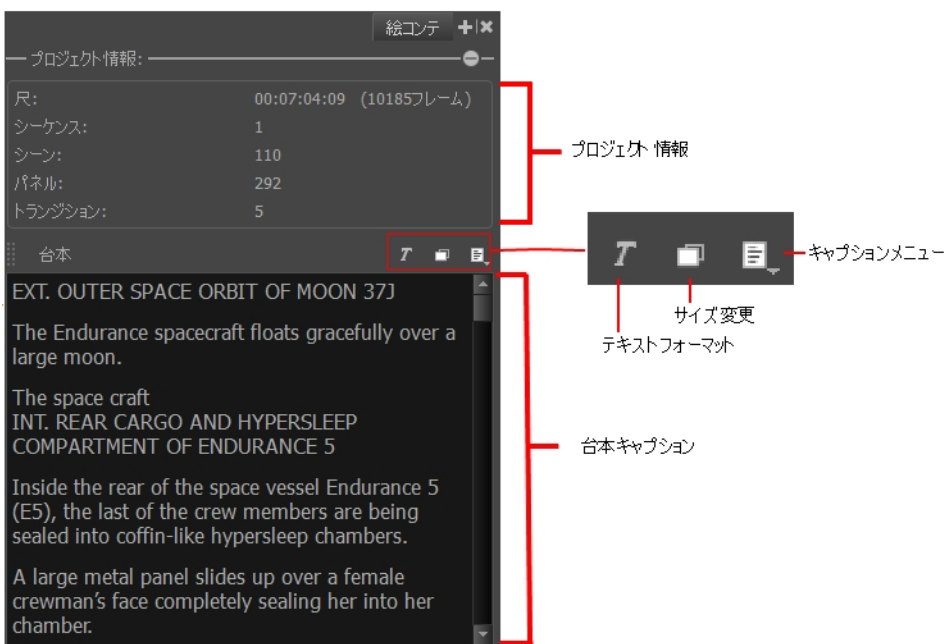 絵コンテ
プロジェクト情報:
尺: 00:07:04:09 (10185フレーム)
シーケンス: 1
シーン: 110
パネル: 292
トランジション: 5
台本
EXT. OUTER SPACE ORBIT OF MOON 37J
The Endurance spacecraft floats gracefully over a
large moon.
The space craft
INT. REAR CARGO AND HYPERSLEEP
COMPARTMENT OF ENDURANCE 5
Inside the rear of the space vessel Endurance 5
(E5), the last of the crew members are being
sealed into coffin-like hypersleep chambers.
A large metal panel slides up over a female
crewman's face completely sealing her into her
chamber.
プロジェクト情報
キャプションメニュー
サイズ変更
テキストフォーマット
台本キャプション